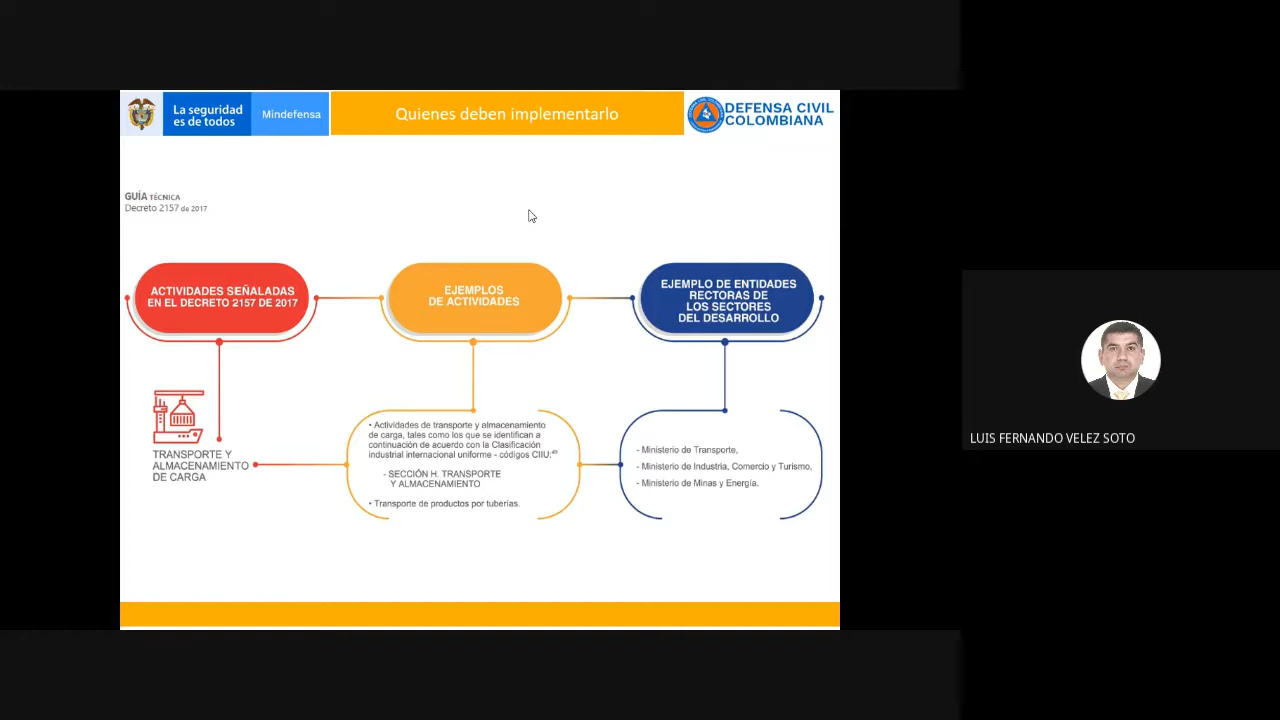 La seguridad
es de todos
Mindefensa
Quienes deben implementarlo
DEFENSA CIVIL
COLOMBIANA
GUÍA TÉCNICA
Decreto 2157 de 2017
ACTIVIDADES SEÑALADAS
EN EL DECRETO 2157 DE 2017
EJEMPLOS
DE ACTIVIDADES
EJEMPLO DE ENTIDADES
RECTORAS DE
LOS SECTORES
DEL DESARROLLO
TRANSPORTE Y
ALMACENAMIENTO
DE CARGA
• Actividades de transporte y almacenamiento
de carga, tales como los que se identifican a
continuación de acuerdo con la Clasificación
industrial internacional uniforme - códigos CIIU:
- SECCIÓN H. TRANSPORTE
Y ALMACENAMIENTO
• Transporte de productos por tuberías.
- Ministerio de Transporte,
- Ministerio de Industria, Comercio y Turismo,
- Ministerio de Minas y Energía.
LUIS FERNANDO VELEZ SOTO